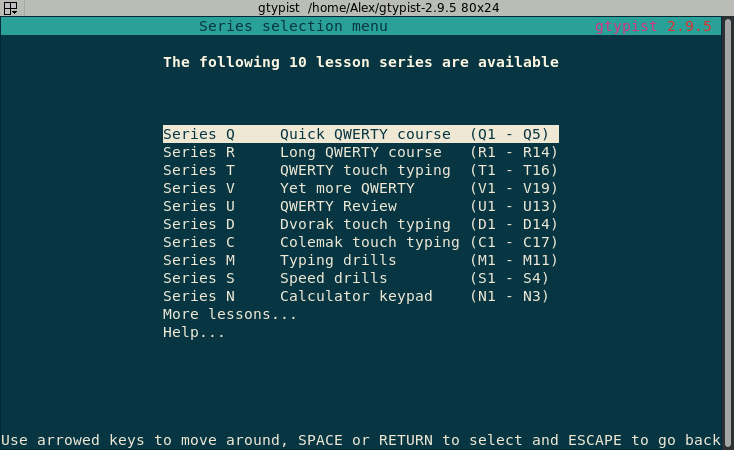 gtypist /home/Alex/gtypist-2.9.5 80x24
Series selection menu gtypist 2.9.5
The following 10 lesson series are available
Series Q Quick QWERTY course (Q1 - Q5)
Series R Long QWERTY course (R1 - R14)
Series T QWERTY touch typing (T1 - T16)
Series V Yet more QWERTY (V1 - V19)
Series U QWERTY Review (U1 - U13)
Series D Dvorak touch typing (D1 - D14)
Series C Colemak touch typing (C1 - C17)
Series M Typing drills (M1 - M11)
Series S Speed drills (S1 - S4)
Series N Calculator keypad (N1 - N3)
More lessons...
Help...
Use arrowed keys to move around, SPACE or RETURN to select and ESCAPE to go back